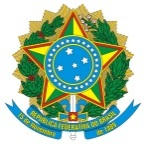 REPÚBLICA FEDERATIVA DO BRASIL
15 de Novembro
de 1889